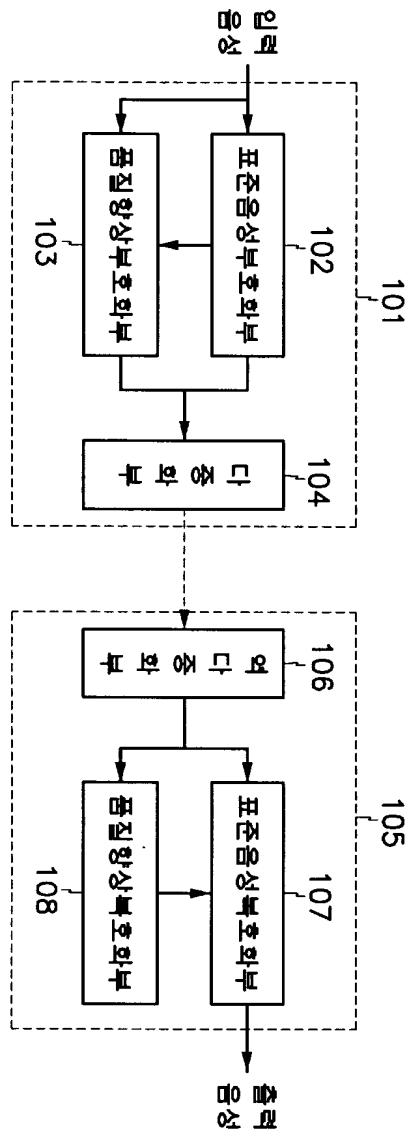 입력
음성
101
102
표준음성부호화부
103
품질향상부호화부
104
다중화부
105
106
역다중화부
107
표준음성복호화부
108
품질향상복호화부
출력
음성